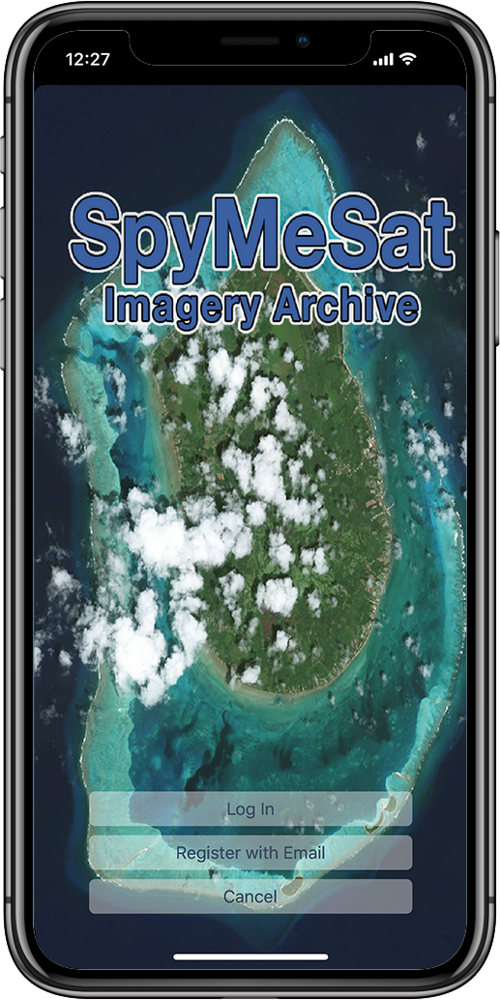 12:27
SpyMeSat
Imagery Archive
Log In
Register with Email
Cancel